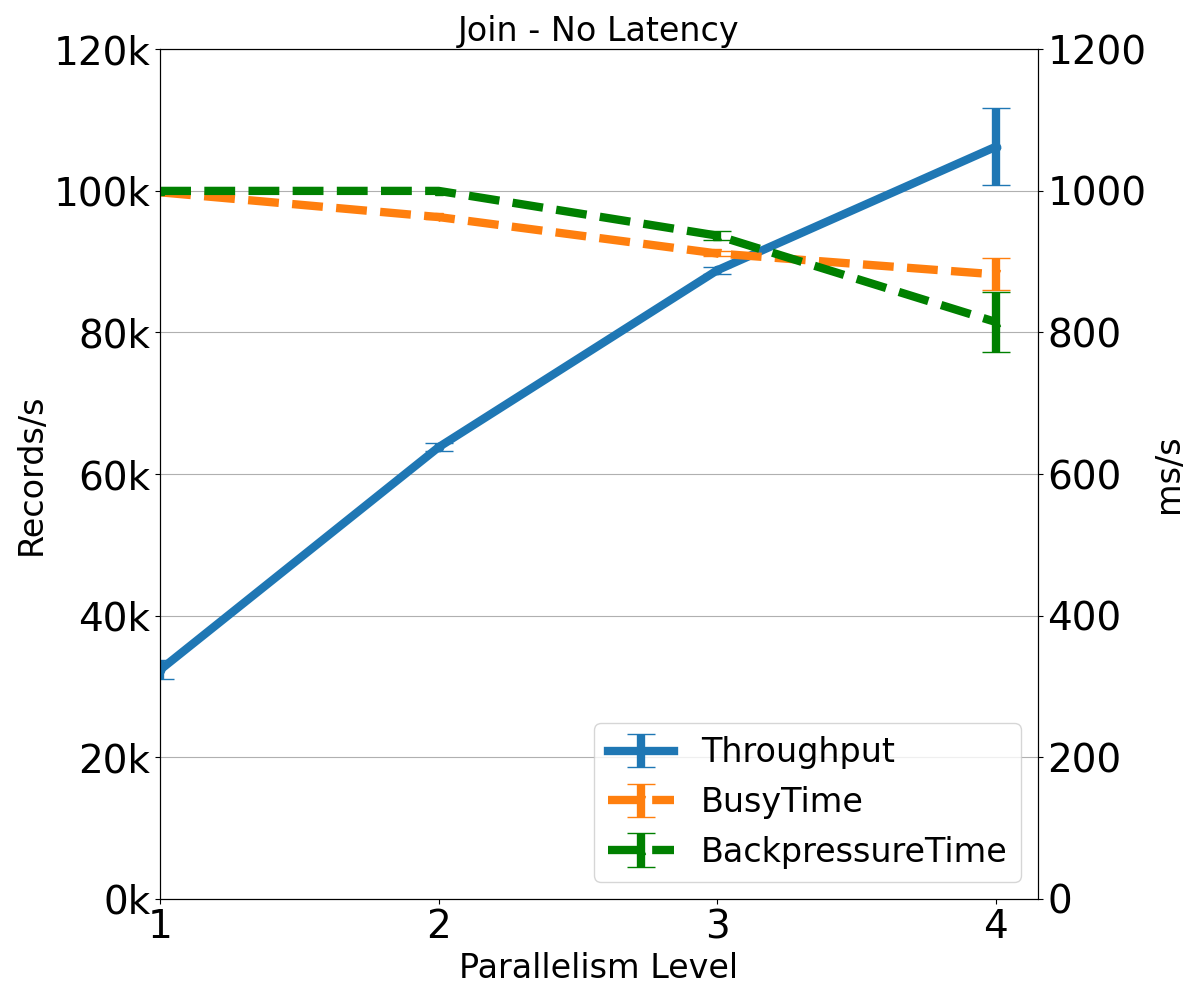 Join - No Latency
120k
100k
80k
60k
40k
20k
0k
Records/s
1200
1000
800
600
400
200
0
ms/s
1 2 3 4
Parallelism Level
Throughput
BusyTime
BackpressureTime